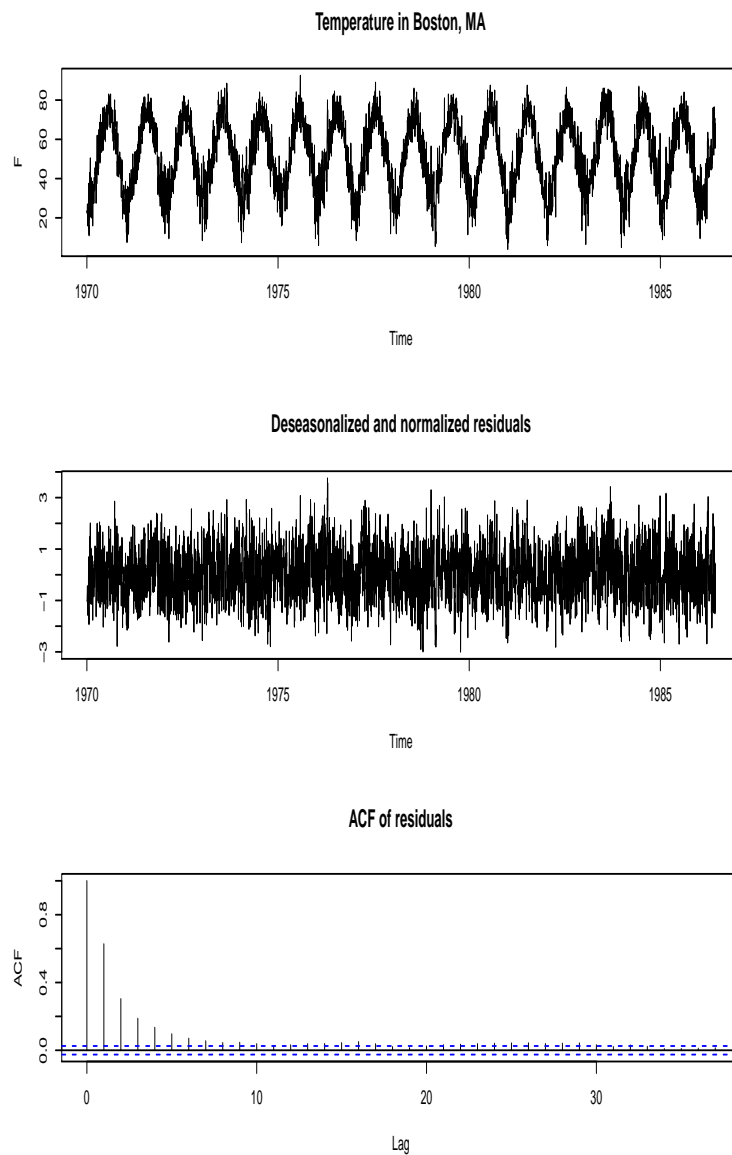 Temperature in Boston, MA
F
80
60
40
20
1970 1975 1980 1985
Time
Deseasonalized and normalized residuals
3
1
−1
−3
1970 1975 1980 1985
Time
ACF of residuals
ACF
0.8
0.4
0.0
0 10 20 30
Lag